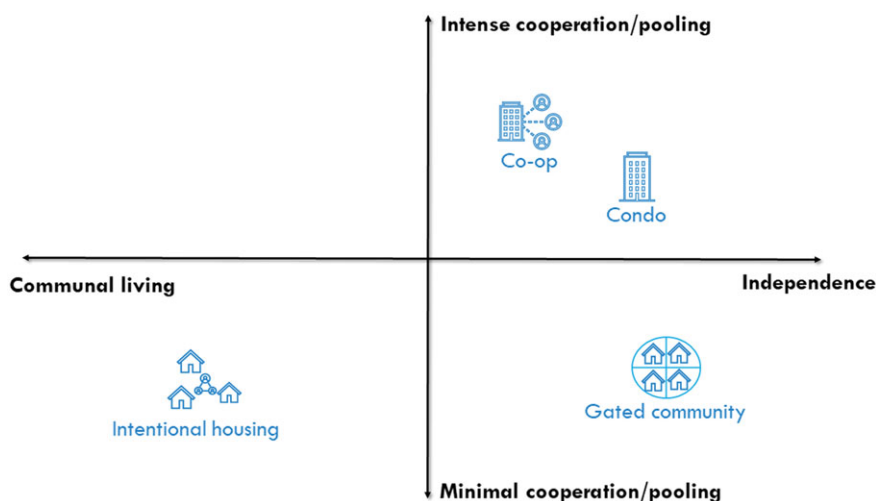 Intense cooperation/pooling
Co-op
Condo
Communal living
Independence
Intentional housing
Gated community
Minimal cooperation/pooling